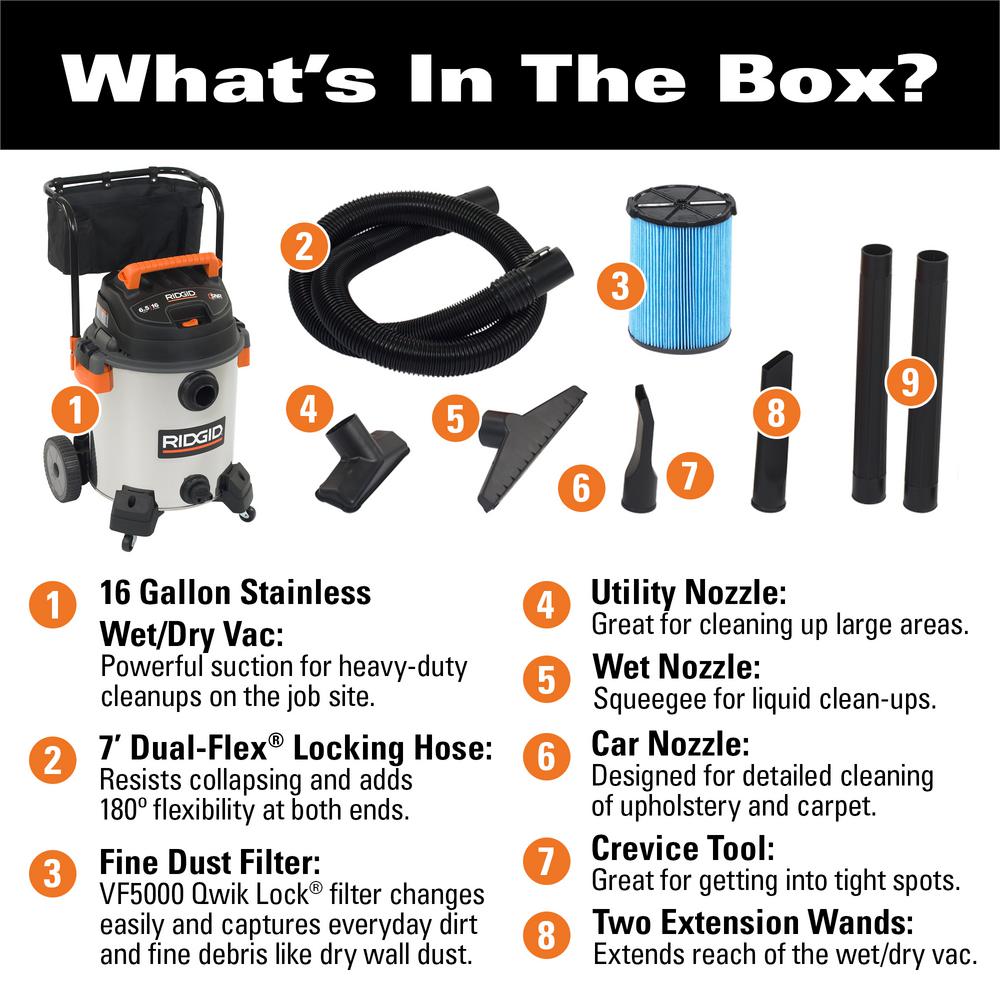 What's In The Box?
RIDGID
6.5 16
RIDGID
1
2
3
4
5
6
7
8
9
1 16 Gallon Stainless
Wet/Dry Vac:
Powerful suction for heavy-duty
cleanups on the job site.
2 7′ Dual-Flex® Locking Hose:
Resists collapsing and adds
180º flexibility at both ends.
3 Fine Dust Filter:
VF5000 Qwik Lock® filter changes
easily and captures everyday dirt
and fine debris like dry wall dust.
4 Utility Nozzle:
Great for cleaning up large areas.
5 Wet Nozzle:
Squeegee for liquid clean-ups.
6 Car Nozzle:
Designed for detailed cleaning
of upholstery and carpet.
7 Crevice Tool:
Great for getting into tight spots.
8 Two Extension Wands:
Extends reach of the wet/dry vac.